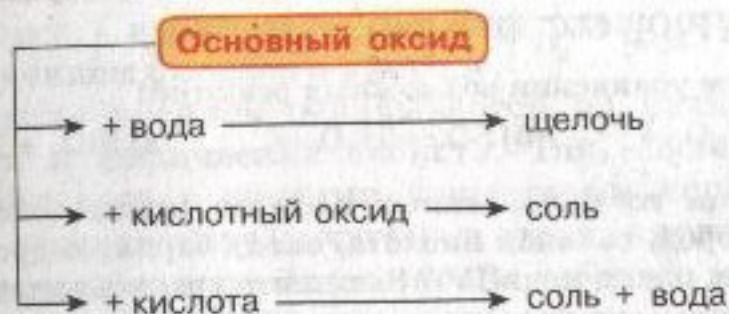 Основный оксид
+ вода → щелочь
+ кислотный оксид → соль
+ кислота → соль + вода